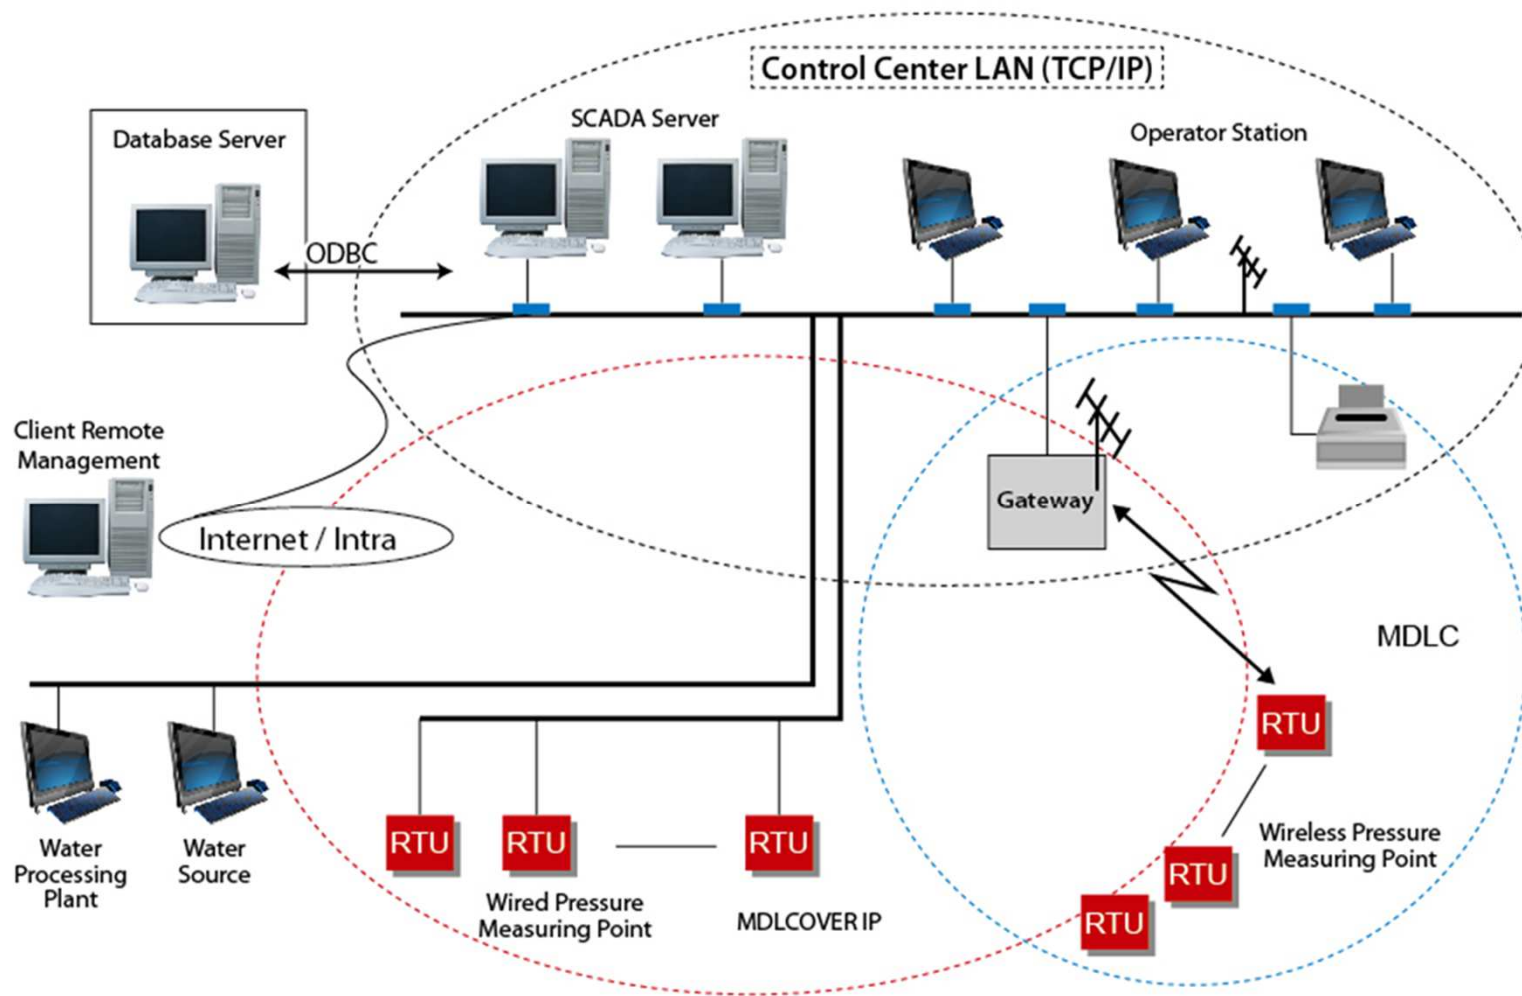 Control Center LAN (TCP/IP)
SCADA Server
Operator Station
Database Server
ODBC
Client Remote
Management
Internet / Intra
Gateway
MDLC
RTU
RTU
RTU
RTU
RTU
RTU
Wireless Pressure
Measuring Point
Water
Processing
Plant
Water
Source
Wired Pressure
Measuring Point
MDLCOVER IP